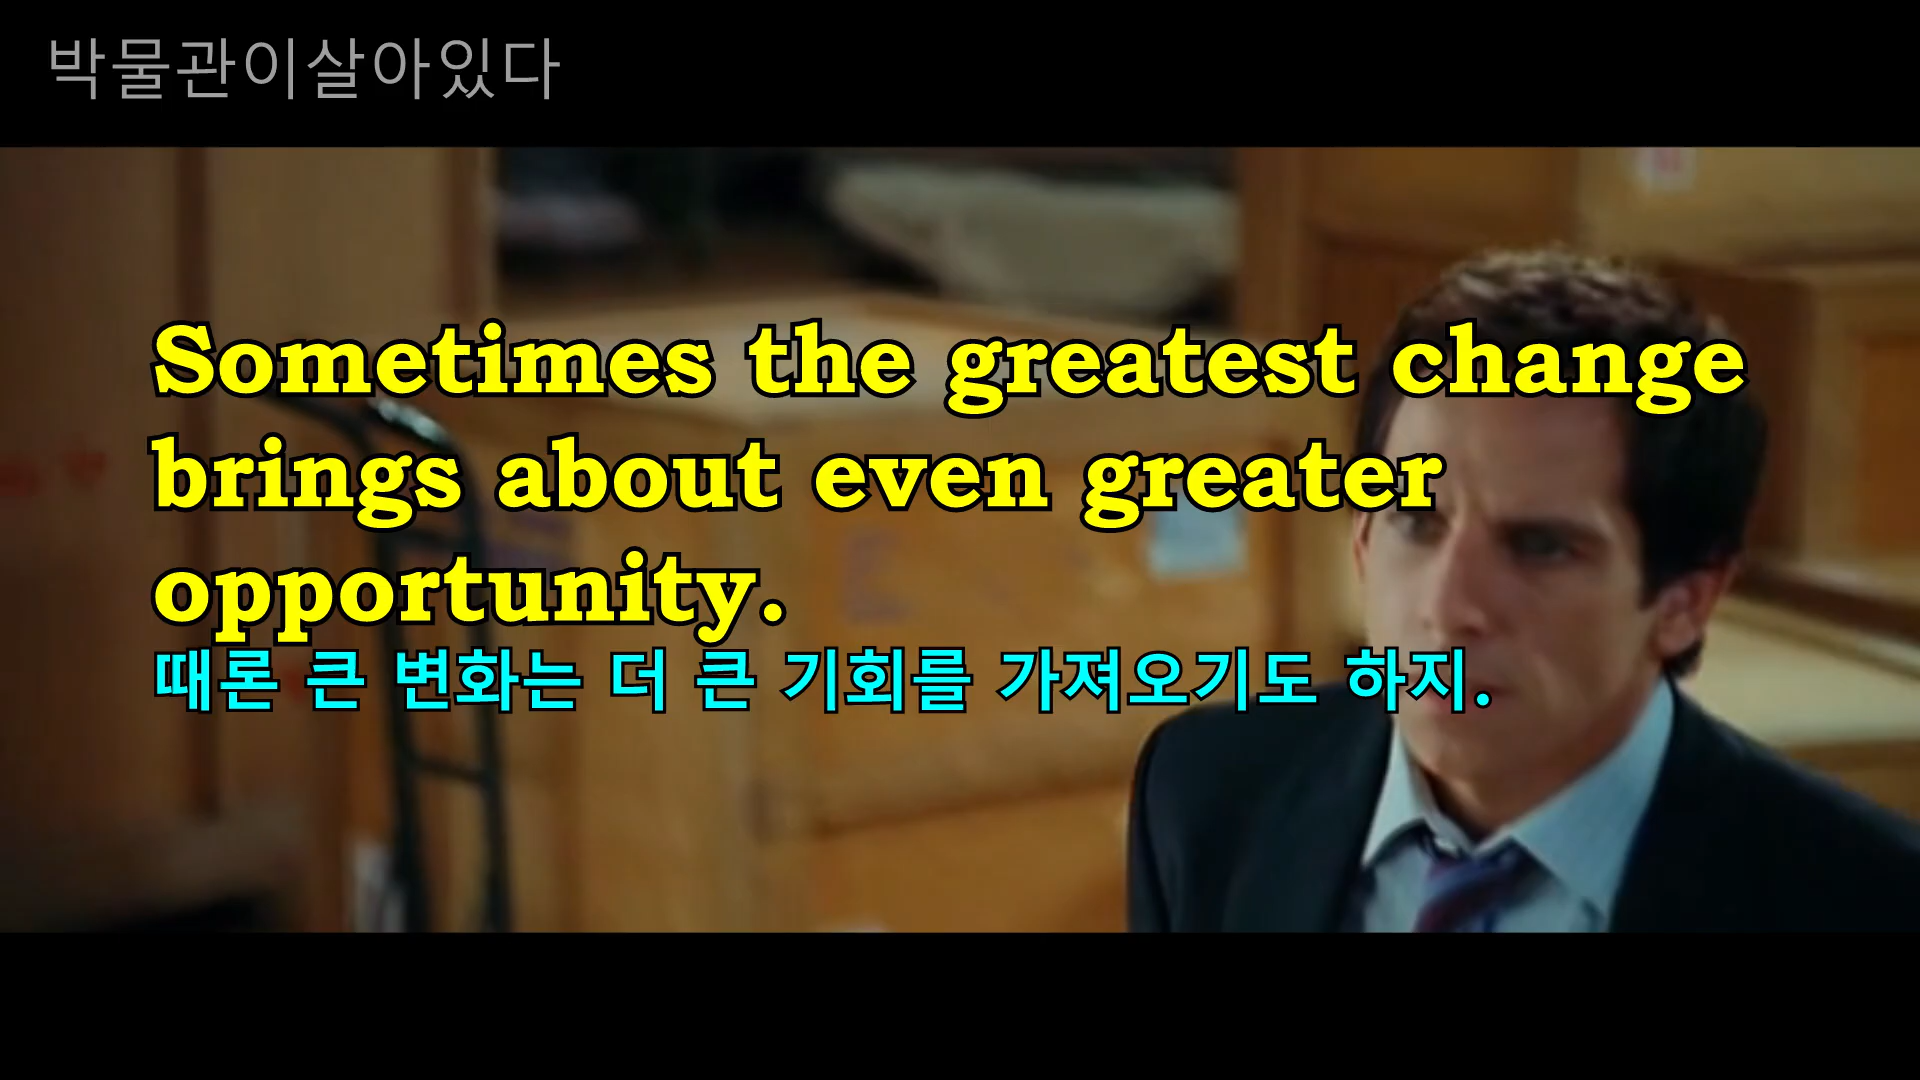 박물관이살아있다
Sometimes the greatest change
brings about even greater
opportunity.
때론 큰 변화는 더 큰 기회를 가져오기도 하지.